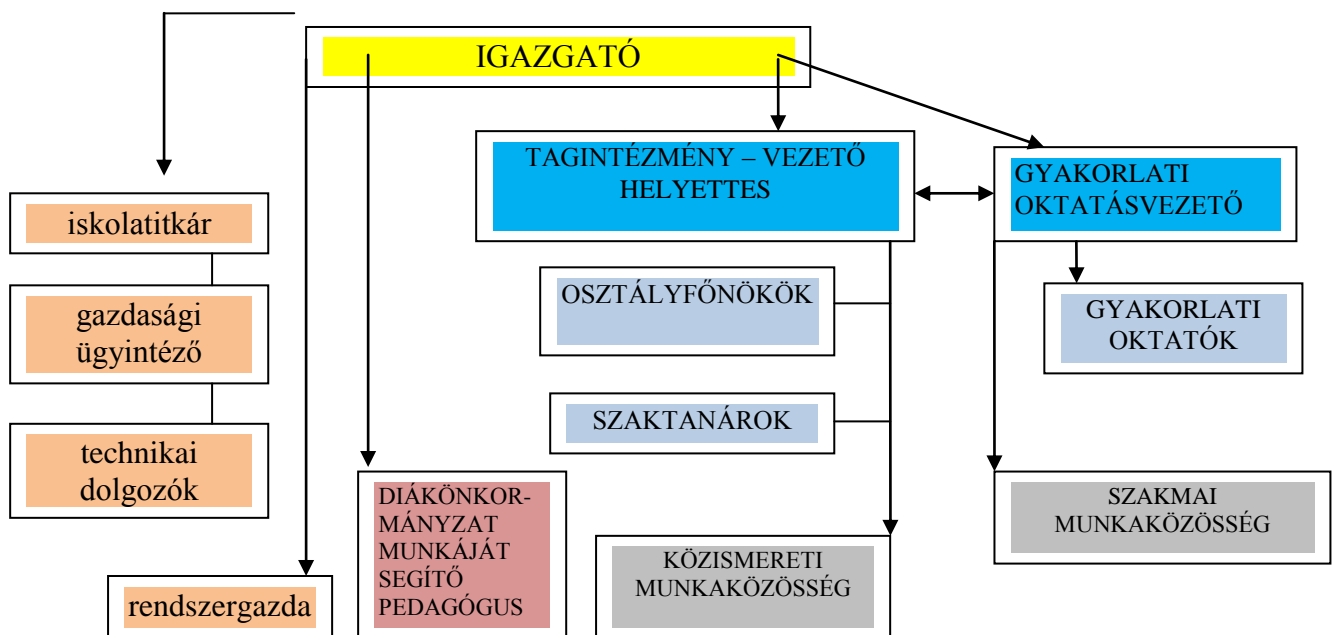 IGAZGATÓ
TAGINTÉZMÉNY – VEZETŐ
HELYETTES
GYAKORLATI
OKTATÁSVEZETŐ
iskolatitkár
gazdasági
ügyintéző
technikai
dolgozók
rendszergazda
DIÁKÖNKOR-
MÁNYZAT
MUNKÁJÁT
SEGÍTŐ
PEDAGÓGUS
OSZTÁLYFŐNÖKÖK
SZAKTANÁROK
KÖZISMERETI
MUNKAKÖZÖSSÉG
GYAKORLATI
OKTATÓK
SZAKMAI
MUNKAKÖZÖSSÉG